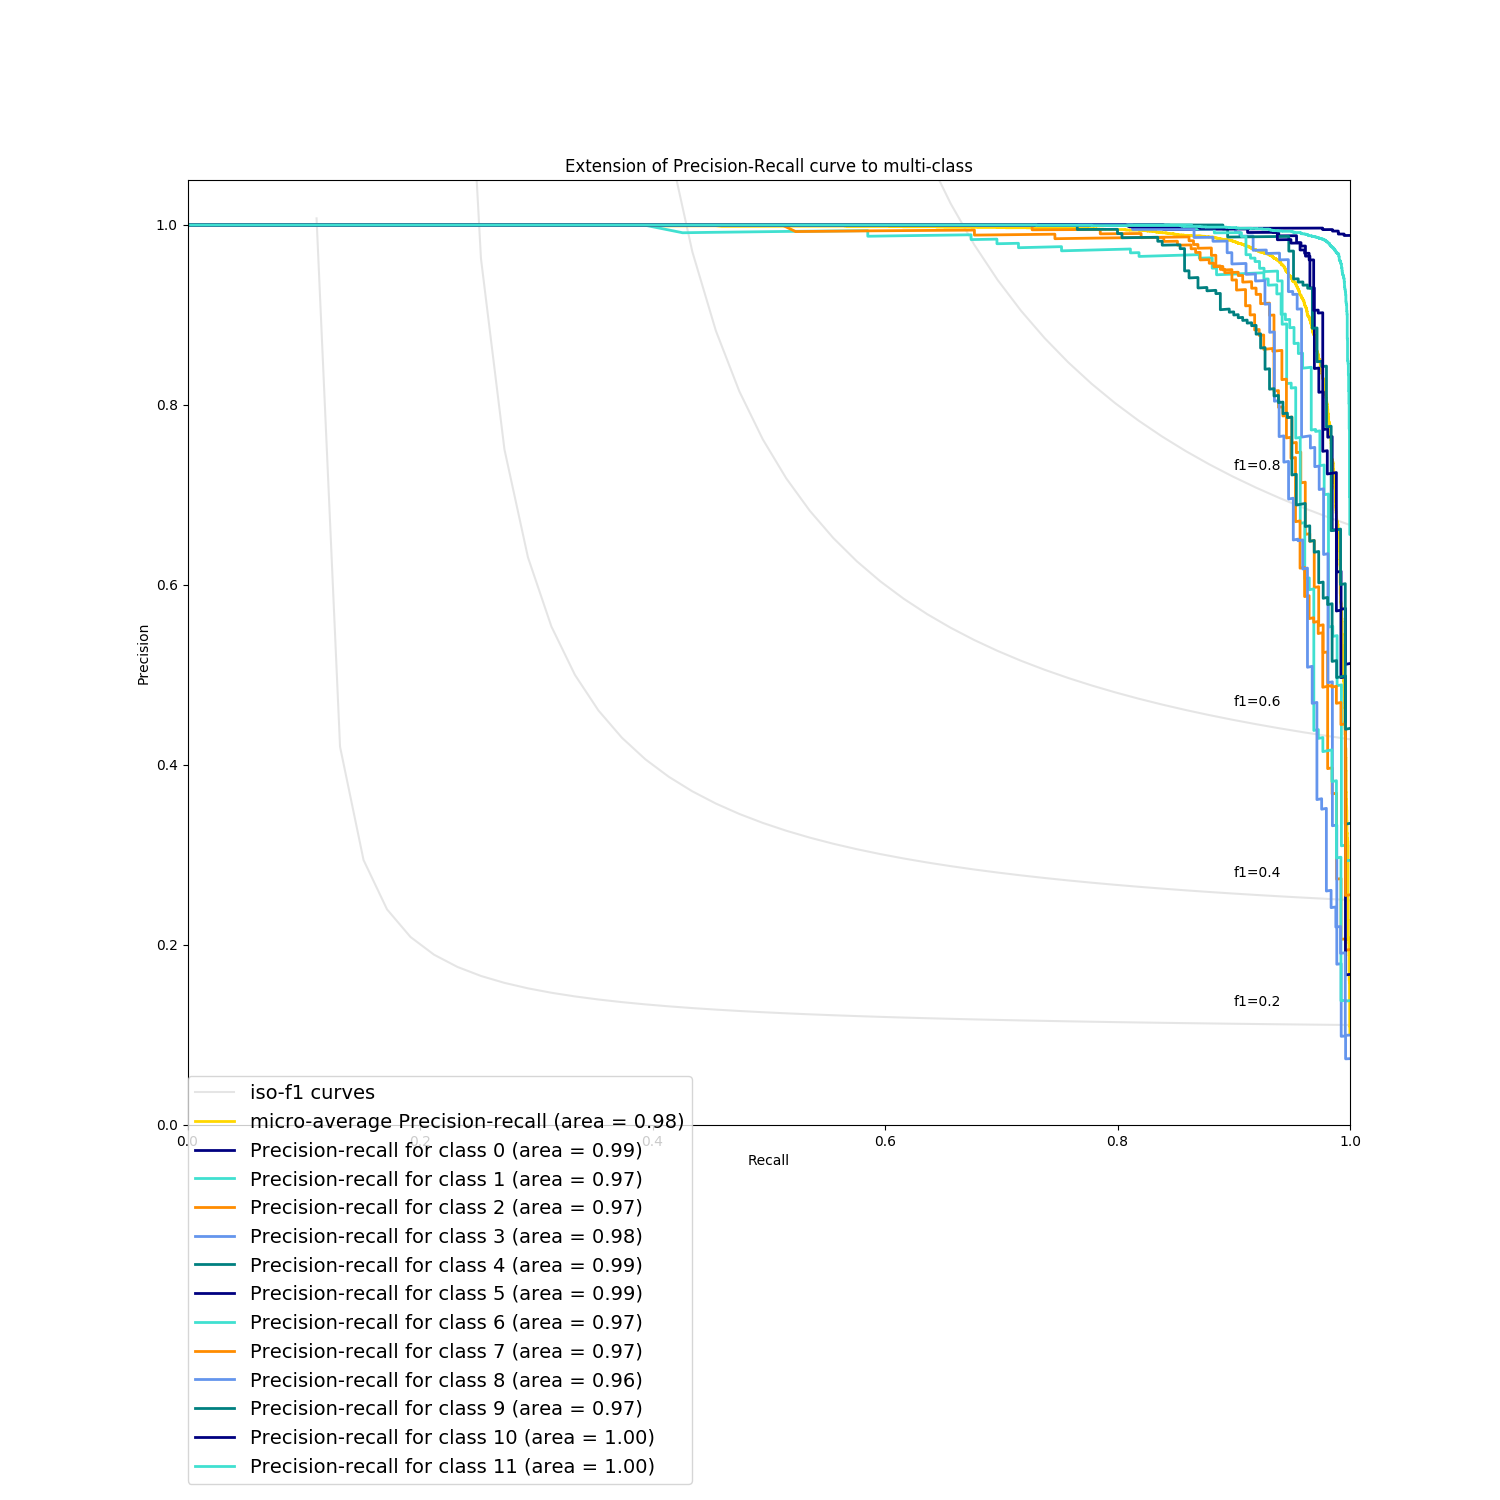 Extension of Precision-Recall curve to multi-class
1.0
0.8
f1=0.8
0.6
Precision
f1=0.6
0.4
f1=0.4
0.2
f1=0.2
0.0
0.0 0.2 0.4 0.6 0.8 1.0
Recall
iso-f1 curves
micro-average Precision-recall (area = 0.98)
Precision-recall for class 0 (area = 0.99)
Precision-recall for class 1 (area = 0.97)
Precision-recall for class 2 (area = 0.97)
Precision-recall for class 3 (area = 0.98)
Precision-recall for class 4 (area = 0.99)
Precision-recall for class 5 (area = 0.99)
Precision-recall for class 6 (area = 0.97)
Precision-recall for class 7 (area = 0.97)
Precision-recall for class 8 (area = 0.96)
Precision-recall for class 9 (area = 0.97)
Precision-recall for class 10 (area = 1.00)
Precision-recall for class 11 (area = 1.00)